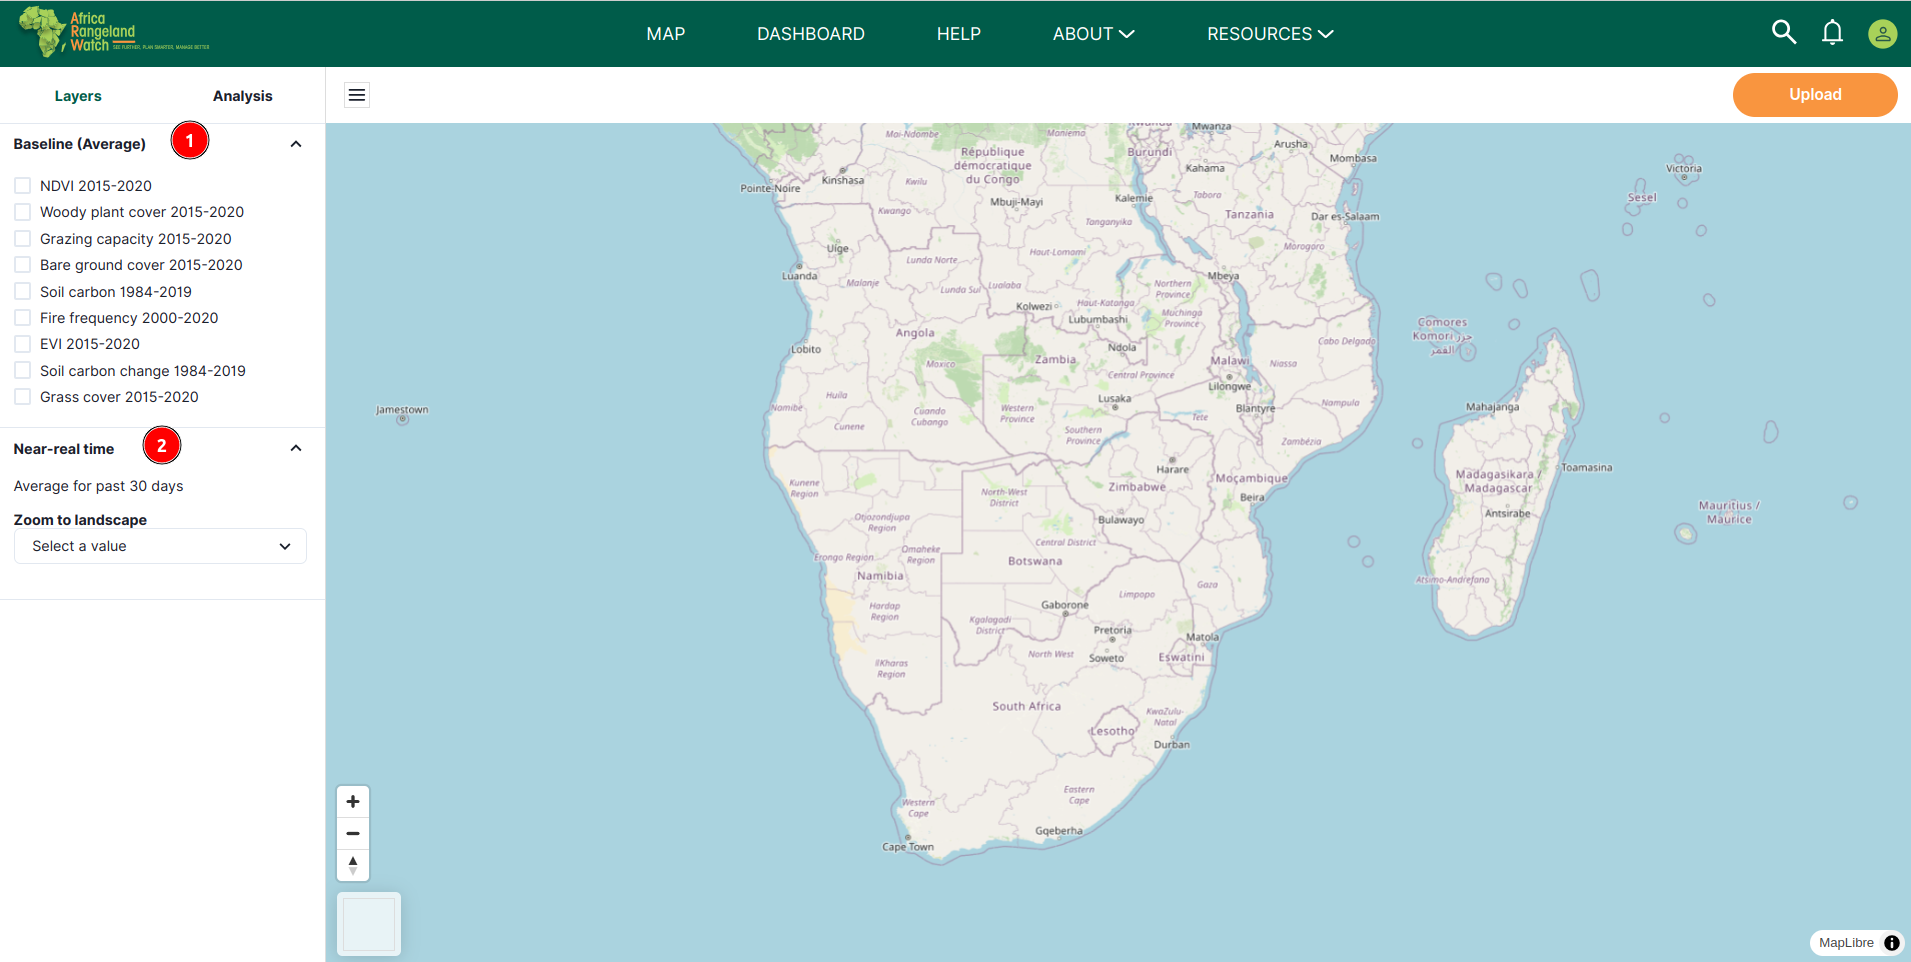 Africa
Rangeland
Watch SEE FURTHER, PLAN SMARTER, MANAGE BETTER
MAP
DASHBOARD
HELP
ABOUT
RESOURCES
Layers
Analysis
Upload
Baseline (Average)
1
NDVI 2015-2020
Woody plant cover 2015-2020
Grazing capacity 2015-2020
Bare ground cover 2015-2020
Soil carbon 1984-2019
Fire frequency 2000-2020
EVI 2015-2020
Soil carbon change 1984-2019
Grass cover 2015-2020
Near-real time
2
Average for past 30 days
Zoom to landscape
Select a value
Mai-Ndombe
Maniema
Mwanza
Arusha
Mombasa
République
démocratique
du Congo
Burundi
Kahama
Victoria
Pointe-Noire
Kinshasa
Kwilu
Mbuji-Mayi
Kalemie
Tabora
Sesel
Kwango
Tanganyika
Tanzania
Dar es-Salaam
Uíge
Lunda Norte
Haut-Lomami
Morogoro
Luanda
Malanje
Lunda Sul
Lualaba
Mbeya
Northern
Province
Kolwezi
Haut-Katanga
Muchinga
Province
Lubumbashi
Angola
Comores
Komori جزر
القمر
Lobito
Moxico
Ndola
Zambia
Malawi
Niassa
Cabo Delgado
Central Province
Lilongwe
Huíla
Namibe
Cuando
Cubango
Western
Province
Lusaka
Tete
Blantyre
Nampula
Mahajanga
Jamestown
Cunene
Southern
Province
Zambézia
Harare
Toamasina
Kunene
Region
North-West
District
Zimbabwe
Moçambique
Beira
Madagasikara /
Madagascar
Otjozondjupa
Region
Bulawayo
Antsirabe
Mauritius /
Maurice
Erongo Region
Omaheke
Region
Central District
Botswana
Namibia
Gaza
Atsimo-Andrefana
Hardap
Region
Gaborone
Limpopo
Kgalagadi
District
Pretoria
Matola
North West
Soweto
Eswatini
IlKharas
Region
South Africa
KwaZulu-
Natal
Lesotho
Durban
Eastern
Cape
Western
Cape
Gqeberha
Cape Town
MapLibre